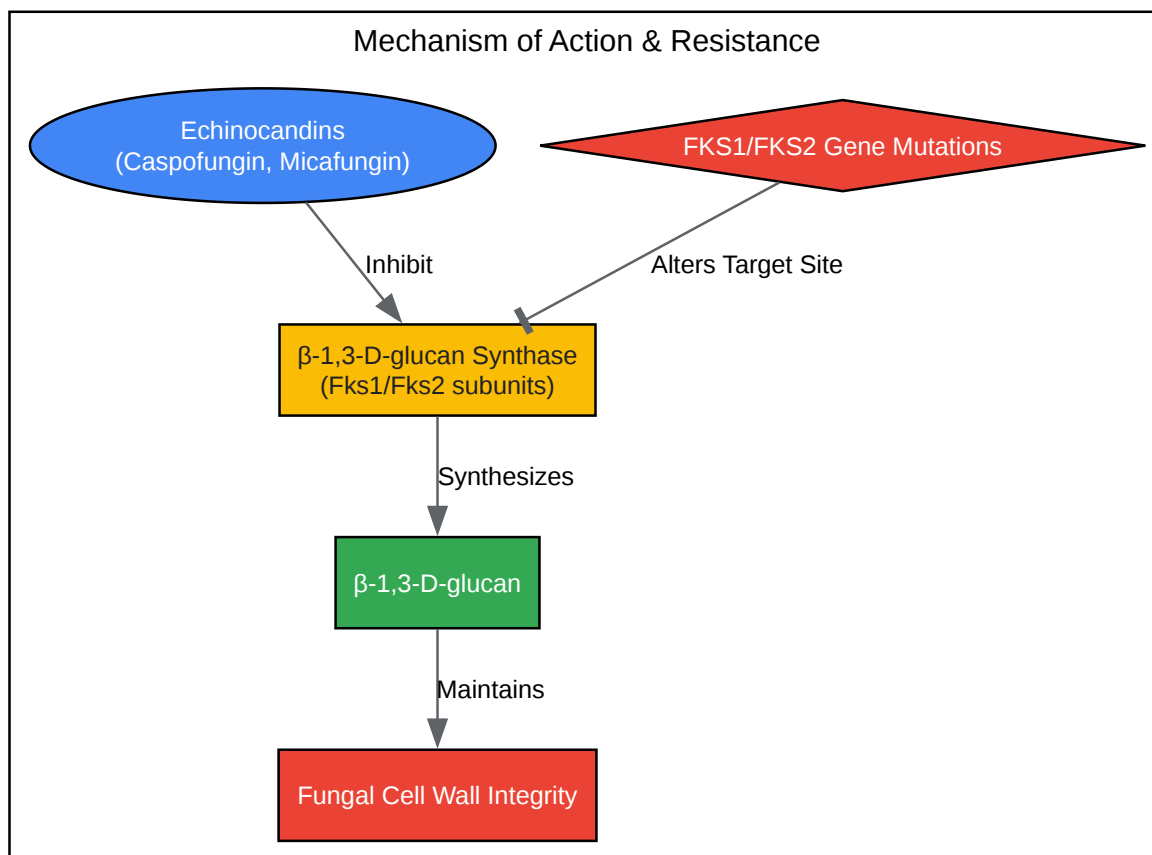 Mechanism of Action & Resistance
Echinocandins
(Caspofungin, Micafungin)
FKS1/FKS2 Gene Mutations
Inhibit
Alters Target Site
β-1,3-D-glucan Synthase
(Fks1/Fks2 subunits)
Synthesizes
β-1,3-D-glucan
Maintains
Fungal Cell Wall Integrity